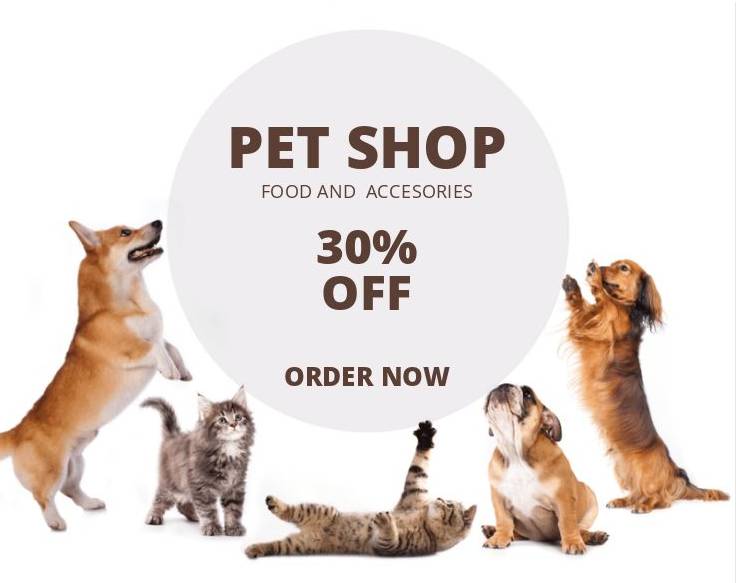 PET SHOP
FOOD AND ACCESORIES
30%
OFF
ORDER NOW